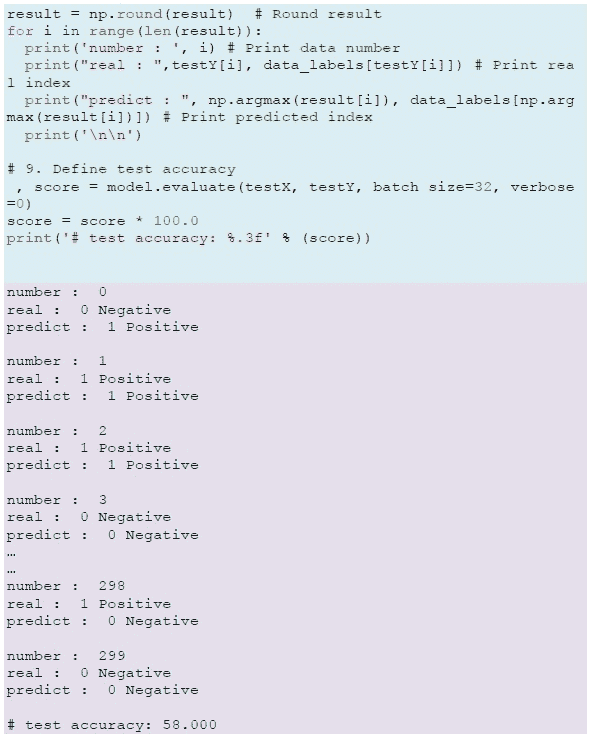 result = np.round(result)  # Round result
for i in range(len(result)):
  print('number : ', i) # Print data number
  print("real : ",testY[i], data_labels[testY[i]]) # Print rea
l index
  print("predict : ", np.argmax(result[i]), data_labels[np.arg
max(result[i])]) # Print predicted index
  print('\n\n')
# 9. Define test accuracy
 , score = model.evaluate(testX, testY, batch size=32, verbose
=0)
score = score * 100.0
print('# test accuracy: %.3f' % (score))
number :  0
real :  0 Negative
predict :  1 Positive
number :  1
real :  1 Positive
predict :  1 Positive
number :  2
real :  1 Positive
predict :  1 Positive
number :  3
real :  0 Negative
predict :  0 Negative
…
…
number :  298
real :  1 Positive
predict :  0 Negative
number :  299
real :  0 Negative
predict :  0 Negative
# test accuracy: 58.000